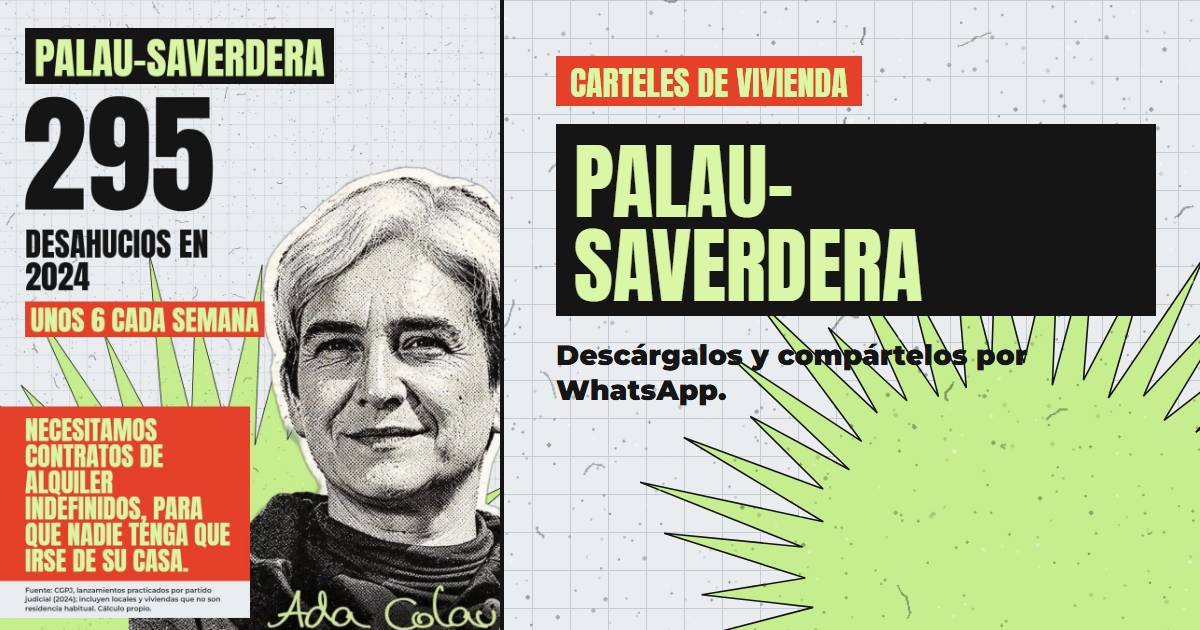 PALAU-SAVERDERA
295
DESAHUCIOS EN
2024
UNOS 6 CADA SEMANA
NECESITAMOS
CONTRATOS DE
ALQUILER
INDEFINIDOS, PARA
QUE NADIE TENGA QUE
IRSE DE SU CASA.
Fuente: CGPJ, lanzamientos practicados por partido
judicial (2024); incluyen locales y viviendas que no son
residencia habitual. Cálculo propio.
Ada Colau
CARTELES DE VIVIENDA
PALAU-
SAVERDERA
Descárgalos y compártelos por
WhatsApp.